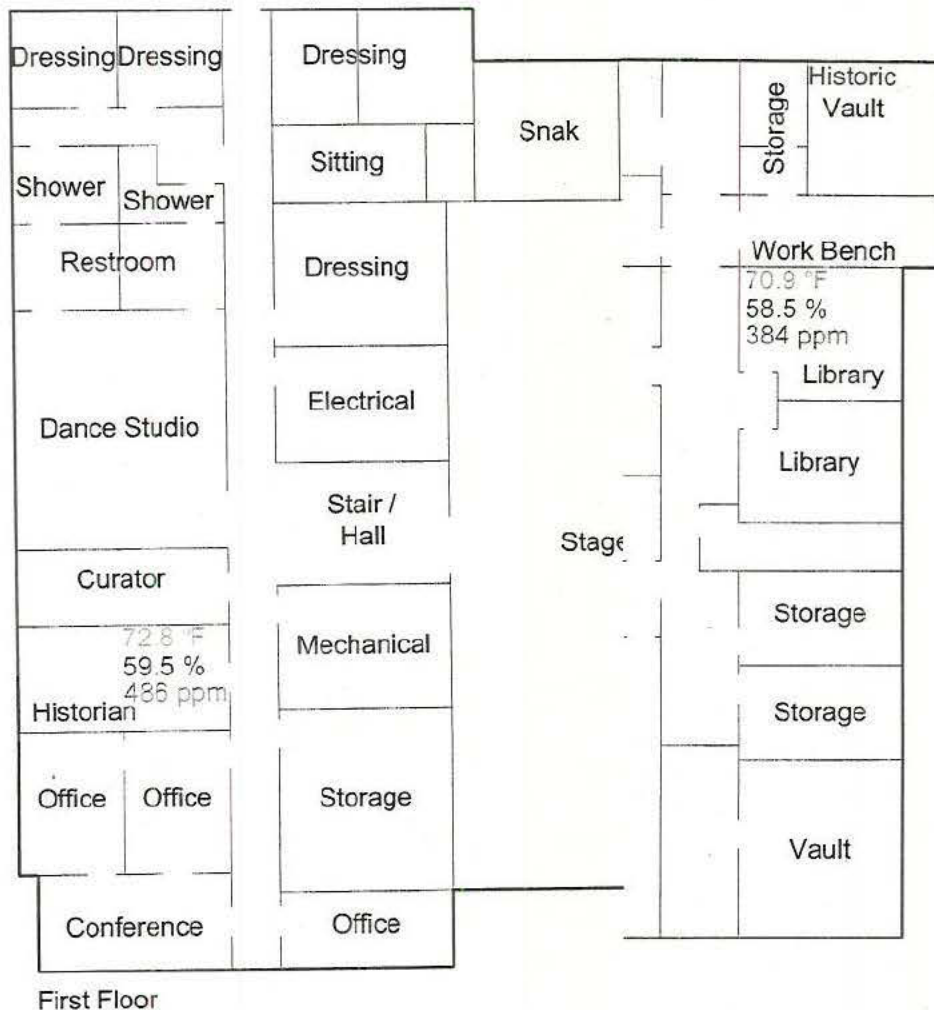 Dressing
Dressing
Dressing
Snak
Storage
Historic
Vault
Sitting
Shower
Shower
Restroom
Dressing
Work Bench
70.9 °F
58.5 %
384 ppm
Library
Electrical
Dance Studio
Library
Stair /
Hall
Stage
Curator
Storage
72.8 °F
59.5 %
486 ppm
Mechanical
Historian
Storage
Office
Office
Storage
Vault
Conference
Office
First Floor